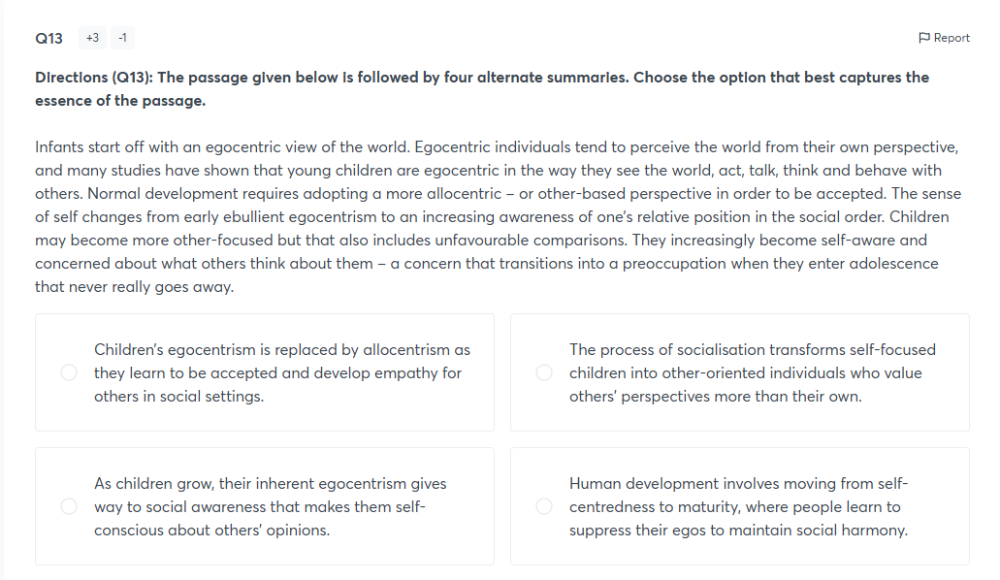 Q13 +3 -1 Report
Directions (Q13): The passage given below is followed by four alternate summaries. Choose the option that best captures the
essence of the passage.
Infants start off with an egocentric view of the world. Egocentric individuals tend to perceive the world from their own perspective,
and many studies have shown that young children are egocentric in the way they see the world, act, talk, think and behave with
others. Normal development requires adopting a more allocentric – or other-based perspective in order to be accepted. The sense
of self changes from early ebullient egocentrism to an increasing awareness of one's relative position in the social order. Children
may become more other-focused but that also includes unfavourable comparisons. They increasingly become self-aware and
concerned about what others think about them – a concern that transitions into a preoccupation when they enter adolescence
that never really goes away.
Children's egocentrism is replaced by allocentrism as
they learn to be accepted and develop empathy for
others in social settings.
The process of socialisation transforms self-focused
children into other-oriented individuals who value
others' perspectives more than their own.
As children grow, their inherent egocentrism gives
way to social awareness that makes them self-
conscious about others' opinions.
Human development involves moving from self-
centredness to maturity, where people learn to
suppress their egos to maintain social harmony.